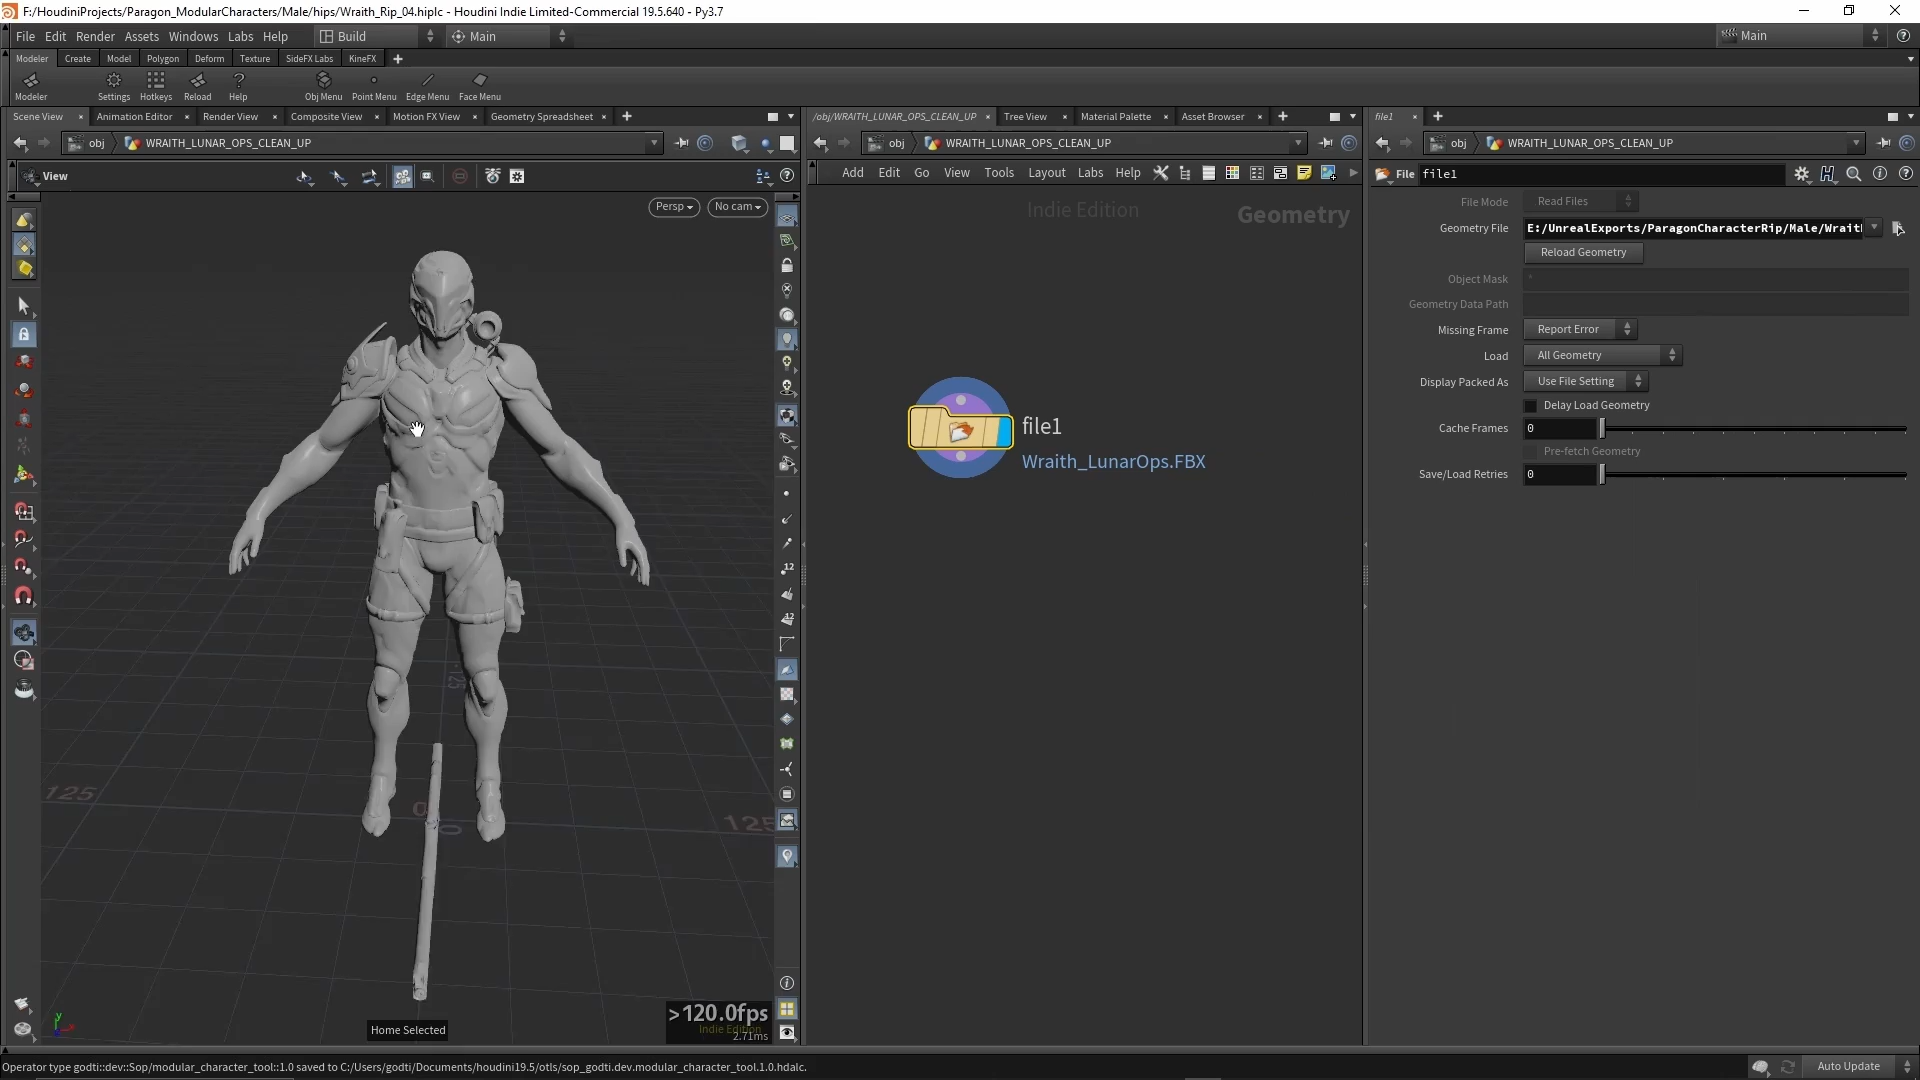 F:/HoudiniProjects/Paragon_ModularCharacters/Male/hips/Wraith_Rip_04.hiplc - Houdini Indie Limited-Commercial 19.5.640 - Py3.7
File Edit Render Assets Windows Labs Help Build Main Main
Modeler Create Model Polygon Deform Texture SideFX Labs KineFX
Modeler Settings Hotkeys Reload Help Obj Menu Point Menu Edge Menu Face Menu
Scene View Animation Editor Render View Composite View Motion FX View Geometry Spreadsheet
/obj/WRAITH_LUNAR_OPS_CLEAN_UP Tree View Material Palette Asset Browser
file1
obj WRAITH_LUNAR_OPS_CLEAN_UP
obj WRAITH_LUNAR_OPS_CLEAN_UP
obj WRAITH_LUNAR_OPS_CLEAN_UP
View
Persp No cam
125
0
0
125
125
12
12
Home Selected
>120.0fps
Indie Edition
2.71ms
Add Edit Go View Tools Layout Labs Help
Indie Edition
Geometry
file1
Wraith_LunarOps.FBX
File file1
File Mode Read Files
Geometry File E:/UnrealExports/ParagonCharacterRip/Male/Wrait
Reload Geometry
Object Mask *
Geometry Data Path
Missing Frame Report Error
Load All Geometry
Display Packed As Use File Setting
Delay Load Geometry
Cache Frames 0
Pre-fetch Geometry
Save/Load Retries 0
Operator type godti::dev::Sop/modular_character_tool::1.0 saved to C:/Users/godti/Documents/houdini19.5/otls/sop_godti.dev.modular_character_tool.1.0.hdalc.
Auto Update